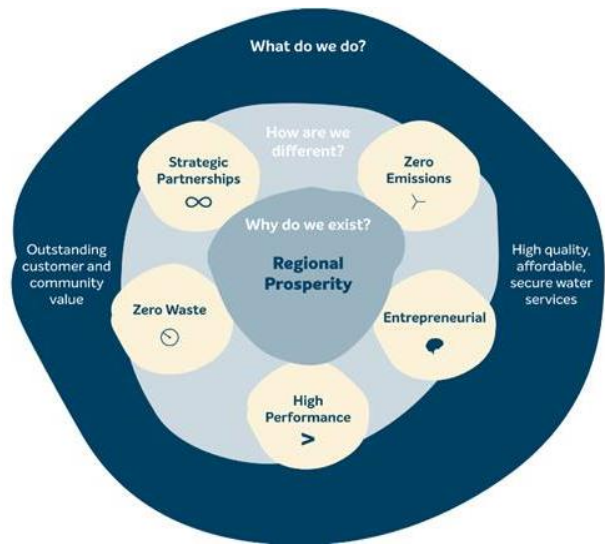 What do we do?
How are we
different?
Strategic
Partnerships
Zero
Emissions
Why do we exist?
Regional
Prosperity
Outstanding
customer and
community
value
High quality,
affordable,
secure water
services
Zero Waste
Entrepreneurial
High
Performance